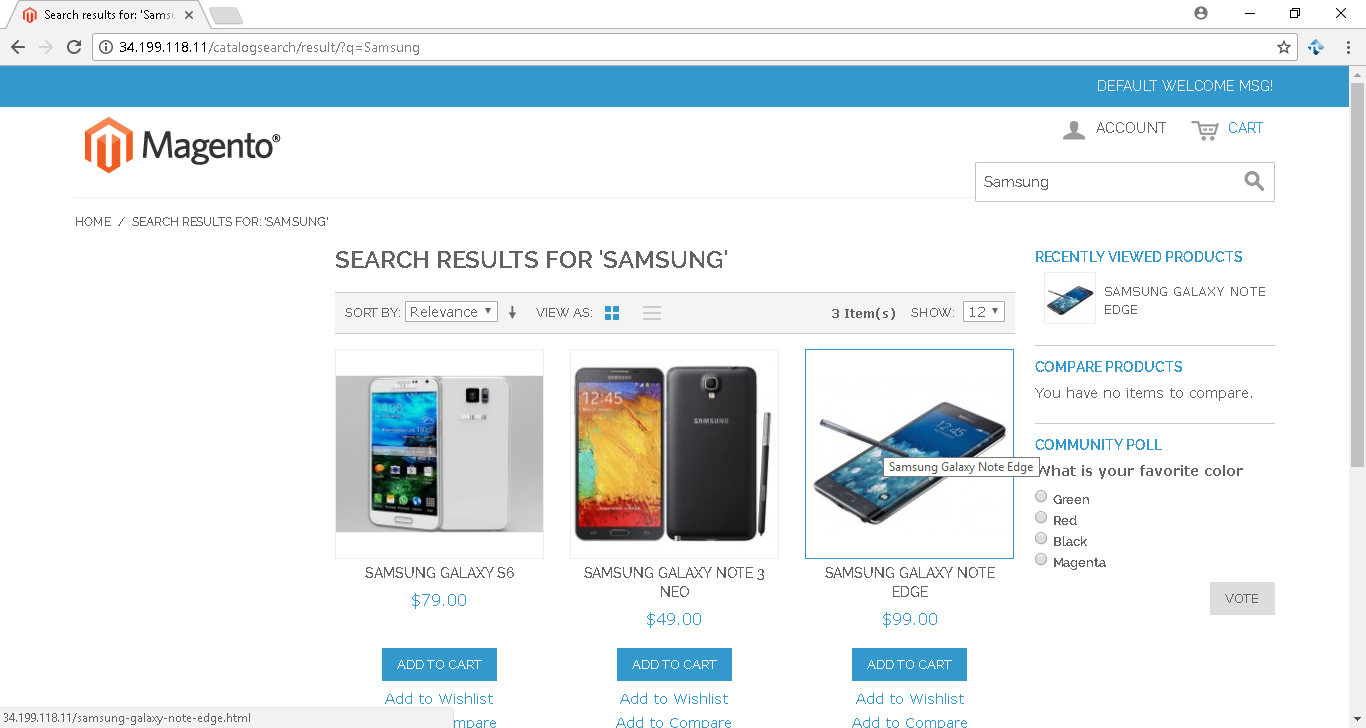 Search results for: 'Samsu
34.199.118.11/catalogsearch/result/?q=Samsung
DEFAULT WELCOME MSG!
Magento®
ACCOUNT
CART
Samsung
HOME / SEARCH RESULTS FOR: 'SAMSUNG'
SEARCH RESULTS FOR 'SAMSUNG'
SORT BY: Relevance
VIEW AS:
3 Item(s)
SHOW: 12
SAMSUNG GALAXY S6
$79.00
ADD TO CART
Add to Wishlist
mpare
12:45
SAMSUNG
SAMSUNG
SAMSUNG GALAXY NOTE 3
NEO
$49.00
ADD TO CART
Add to Wishlist
Add to Compare
12:45
Samsung Galaxy Note Edge
SAMSUNG GALAXY NOTE
EDGE
$99.00
ADD TO CART
Add to Wishlist
Add to Compare
RECENTLY VIEWED PRODUCTS
SAMSUNG GALAXY NOTE
EDGE
COMPARE PRODUCTS
You have no items to compare.
COMMUNITY POLL
What is your favorite color
Green
Red
Black
Magenta
VOTE
34.199.118.11/samsung-galaxy-note-edge.html